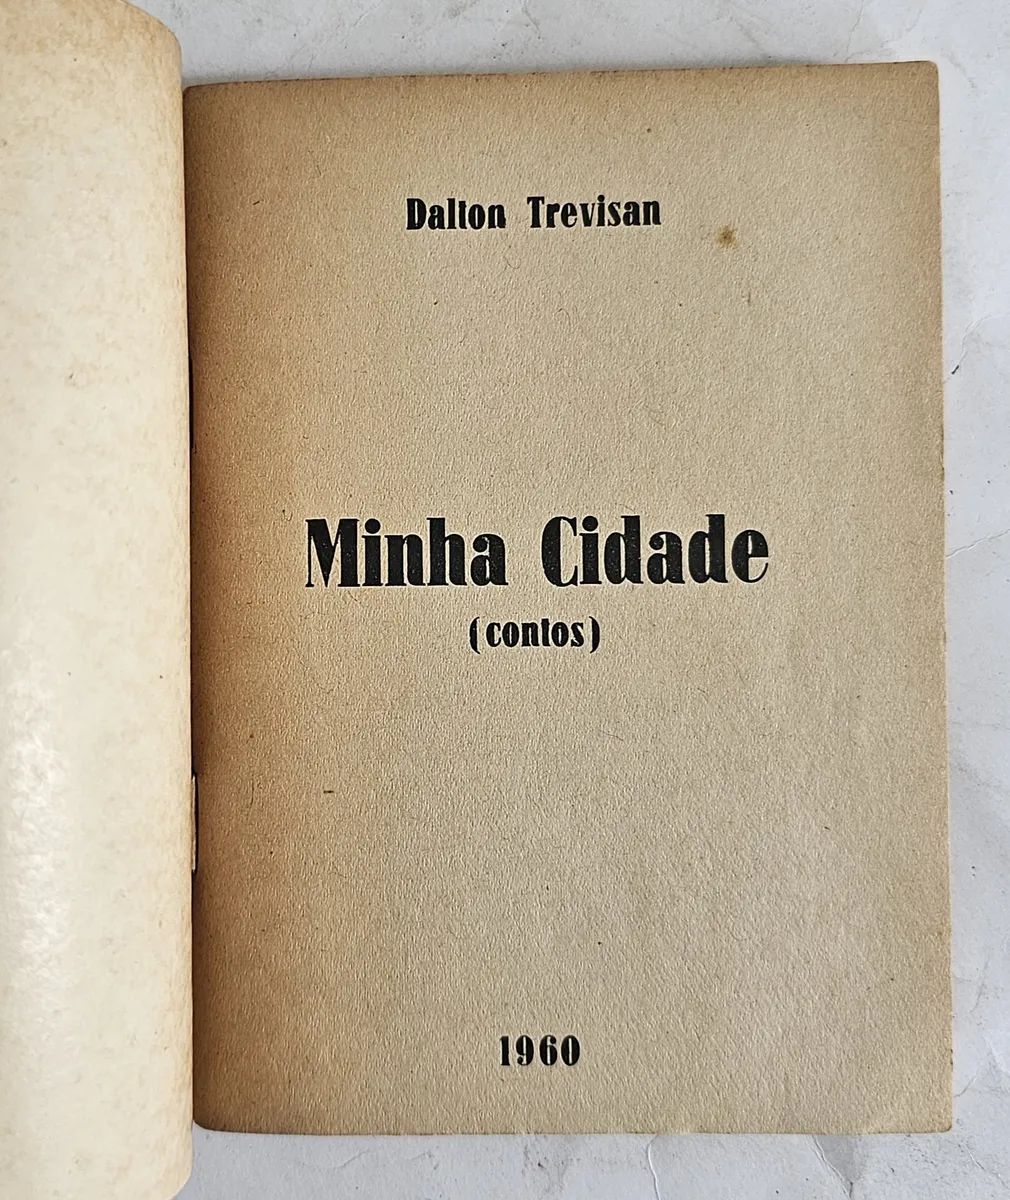 Dalton Trevisan
Minha Cidade
(contos)
1960